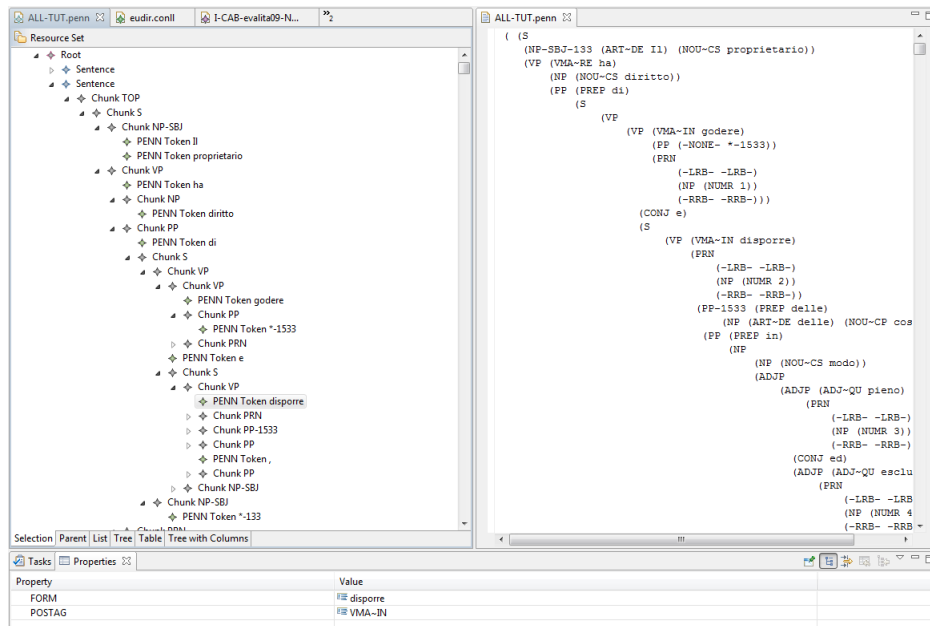 ALL-TUT.penn
eudir.conll
I-CAB-evalita09-N...
»2
Resource Set
Root
Sentence
Sentence
Chunk TOP
Chunk S
Chunk NP-SBJ
PENN Token Il
PENN Token proprietario
Chunk VP
PENN Token ha
Chunk NP
PENN Token diritto
Chunk PP
PENN Token di
Chunk S
Chunk VP
Chunk VP
PENN Token godere
Chunk PP
PENN Token *-1533
Chunk PRN
PENN Token e
Chunk S
Chunk VP
PENN Token disporre
Chunk PRN
Chunk PP-1533
Chunk PP
PENN Token ,
Chunk PP
Chunk NP-SBJ
Chunk NP-SBJ
PENN Token *-133
Chunk PRN
Selection Parent List Tree Table Tree with Columns
ALL-TUT.penn
( (S
(NP-SBJ-133 (ART~DE Il) (NOU~CS proprietario))
(VP (VMA~RE ha)
(NP (NOU~CS diritto))
(PP (PREP di)
(S
(VP
(VP (VMA~IN godere)
(PP (-NONE- *-1533))
(PRN
(-LRB- -LRB-)
(NP (NUMR 1))
(-RRB- -RRB-)))
(CONJ e)
(S
(VP (VMA~IN disporre)
(PRN
(-LRB- -LRB-)
(NP (NUMR 2))
(-RRB- -RRB-))
(PP-1533 (PREP delle)
(NP (ART~DE delle) (NOU~CP cos
(PP (PREP in)
(NP
(NP (NOU~CS modo))
(ADJP
(ADJP (ADJ~QU pieno)
(PRN
(-LRB- -LRB-)
(NP (NUMR 3))
(-RRB- -RRB-)
(CONJ ed)
(ADJP (ADJ~QU esclu
(PRN
(-LRB- -LRB
(NP (NUMR 4
(-RRB- -RRB
Tasks Properties
Property Value
FORM disporre
POSTAG VMA~IN